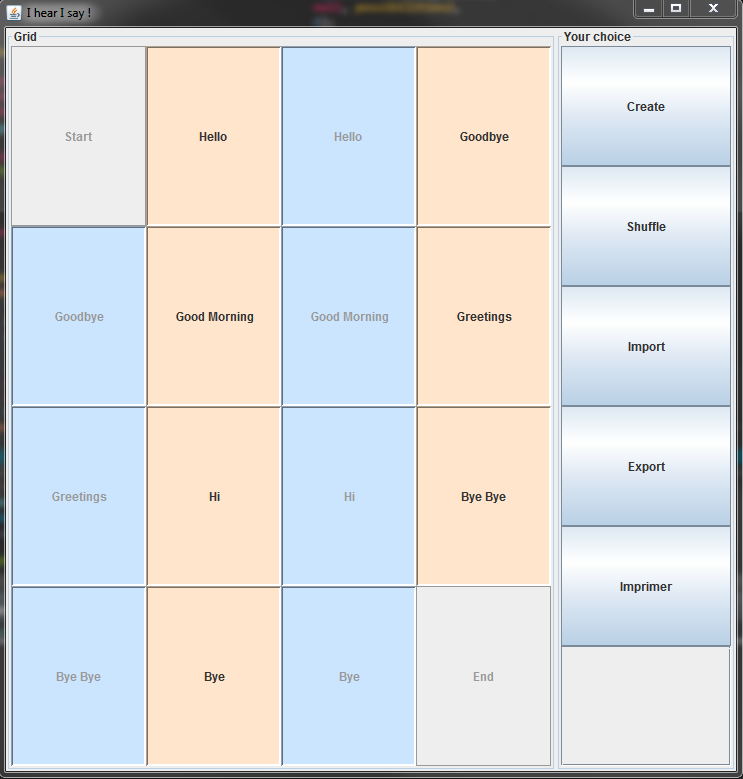 I hear I say !
Grid
Your choice
Start
Hello
Hello
Goodbye
Create
Goodbye
Good Morning
Good Morning
Greetings
Shuffle
Import
Greetings
Hi
Hi
Bye Bye
Export
Imprimer
Bye Bye
Bye
Bye
End